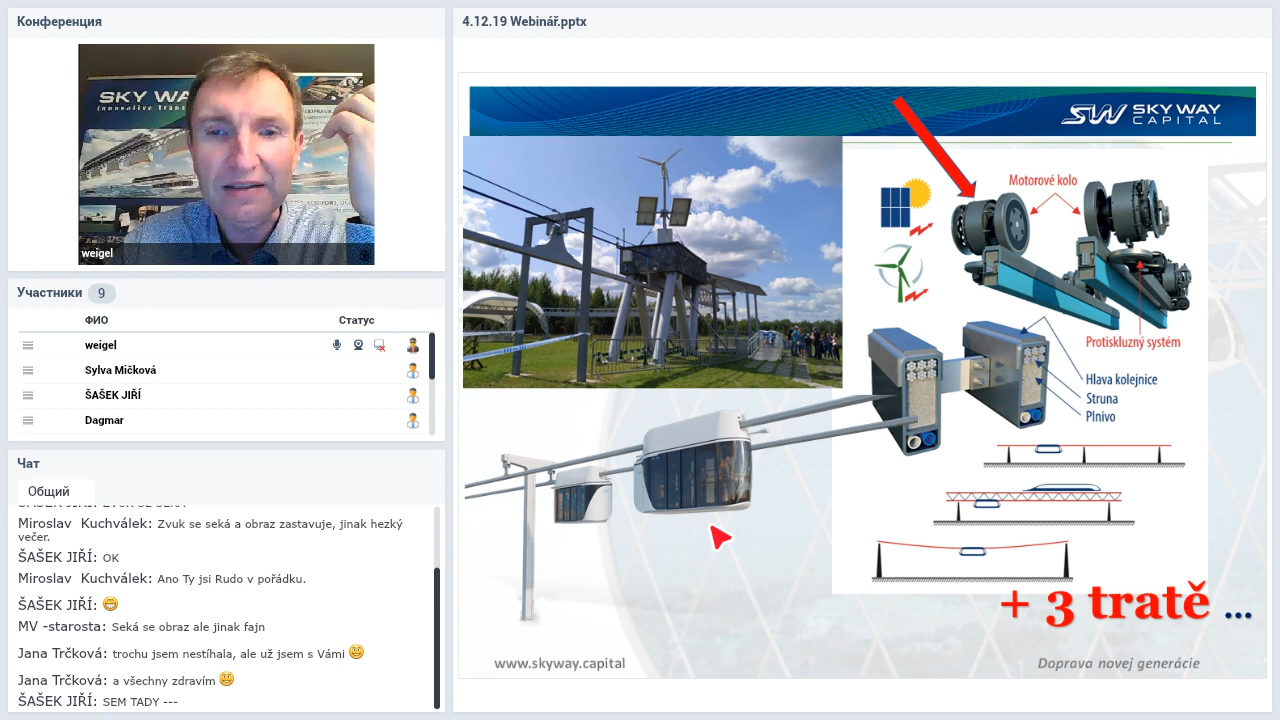 Конференция
SKY WA
weigel
Участники 9
ФИО Статус
weigel
Sylva Mičková
ŠAŠEK JIŘÍ
Dagmar
Чат
Общий
Miroslav Kuchválek: Zvuk se seká a obraz zastavuje, jinak hezký
večer.
ŠAŠEK JIŘÍ: OK
Miroslav Kuchválek: Ano Ty jsi Rudo v pořádku.
ŠAŠEK JIŘÍ:
MV -starosta: Seká se obraz ale jinak fajn
Jana Trčková: trochu jsem nestíhala, ale už jsem s Vámi
Jana Trčková: a všechny zdravím
ŠAŠEK JIŘÍ: SEM TADY ---
4.12.19 Webinář.pptx
SW SKY WAY
CAPITAL
Motorové kolo
Protiskluzný systém
Hlava kolejnice
Struna
Plnivo
+ 3 tratě ...
www.skyway.capital
Doprava novej generácie